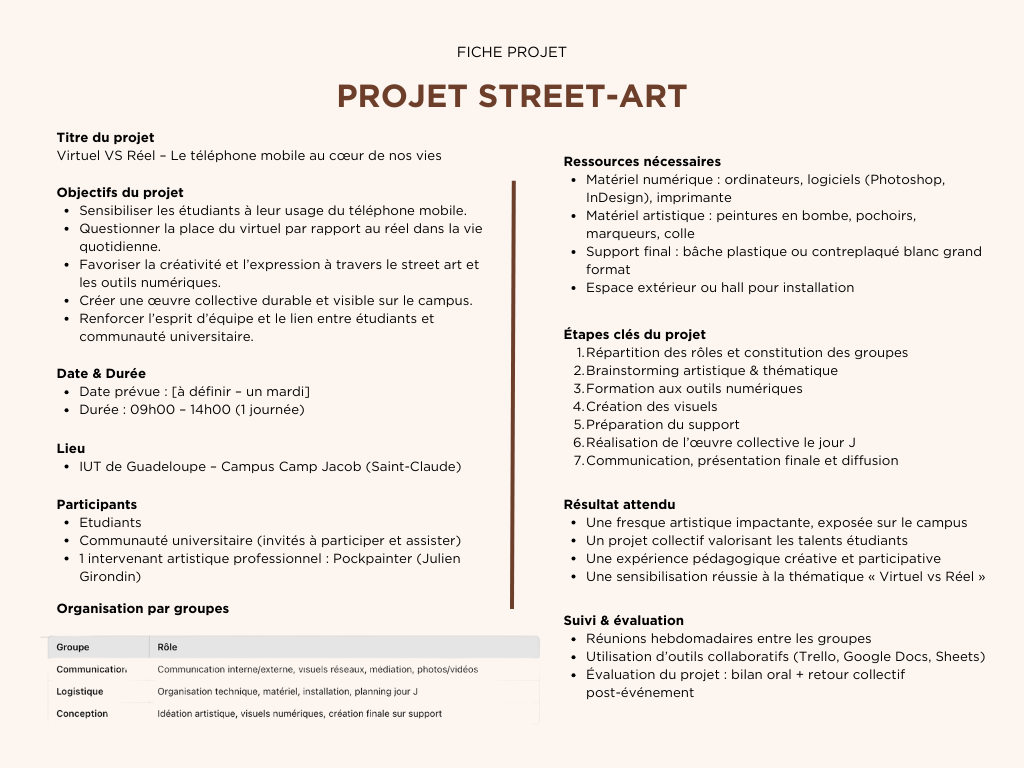 FICHE PROJET
PROJET STREET-ART
Titre du projet
Virtuel VS Réel – Le téléphone mobile au cœur de nos vies
Objectifs du projet
• Sensibiliser les étudiants à leur usage du téléphone mobile.
• Questionner la place du virtuel par rapport au réel dans la vie
quotidienne.
• Favoriser la créativité et l'expression à travers le street art et
les outils numériques.
• Créer une œuvre collective durable et visible sur le campus.
• Renforcer l'esprit d'équipe et le lien entre étudiants et
communauté universitaire.
Date & Durée
• Date prévue : [à définir – un mardi]
• Durée : 09h00 – 14h00 (1 journée)
Lieu
• IUT de Guadeloupe – Campus Camp Jacob (Saint-Claude)
Participants
• Etudiants
• Communauté universitaire (invités à participer et assister)
• 1 intervenant artistique professionnel : Pockpainter (Julien
Girondin)
Organisation par groupes
Groupe Rôle
Communication Communication interne/externe, visuels réseaux, médiation, photos/vidéos
Logistique Organisation technique, matériel, installation, planning jour J
Conception Idéation artistique, visuels numériques, création finale sur support
Ressources nécessaires
• Matériel numérique : ordinateurs, logiciels (Photoshop,
InDesign), imprimante
• Matériel artistique : peintures en bombe, pochoirs,
marqueurs, colle
• Support final : bâche plastique ou contreplaqué blanc grand
format
• Espace extérieur ou hall pour installation
Étapes clés du projet
1. Répartition des rôles et constitution des groupes
2. Brainstorming artistique & thématique
3. Formation aux outils numériques
4. Création des visuels
5. Préparation du support
6. Réalisation de l'œuvre collective le jour J
7. Communication, présentation finale et diffusion
Résultat attendu
• Une fresque artistique impactante, exposée sur le campus
• Un projet collectif valorisant les talents étudiants
• Une expérience pédagogique créative et participative
• Une sensibilisation réussie à la thématique « Virtuel vs Réel »
Suivi & évaluation
• Réunions hebdomadaires entre les groupes
• Utilisation d'outils collaboratifs (Trello, Google Docs, Sheets)
• Évaluation du projet : bilan oral + retour collectif
post-événement